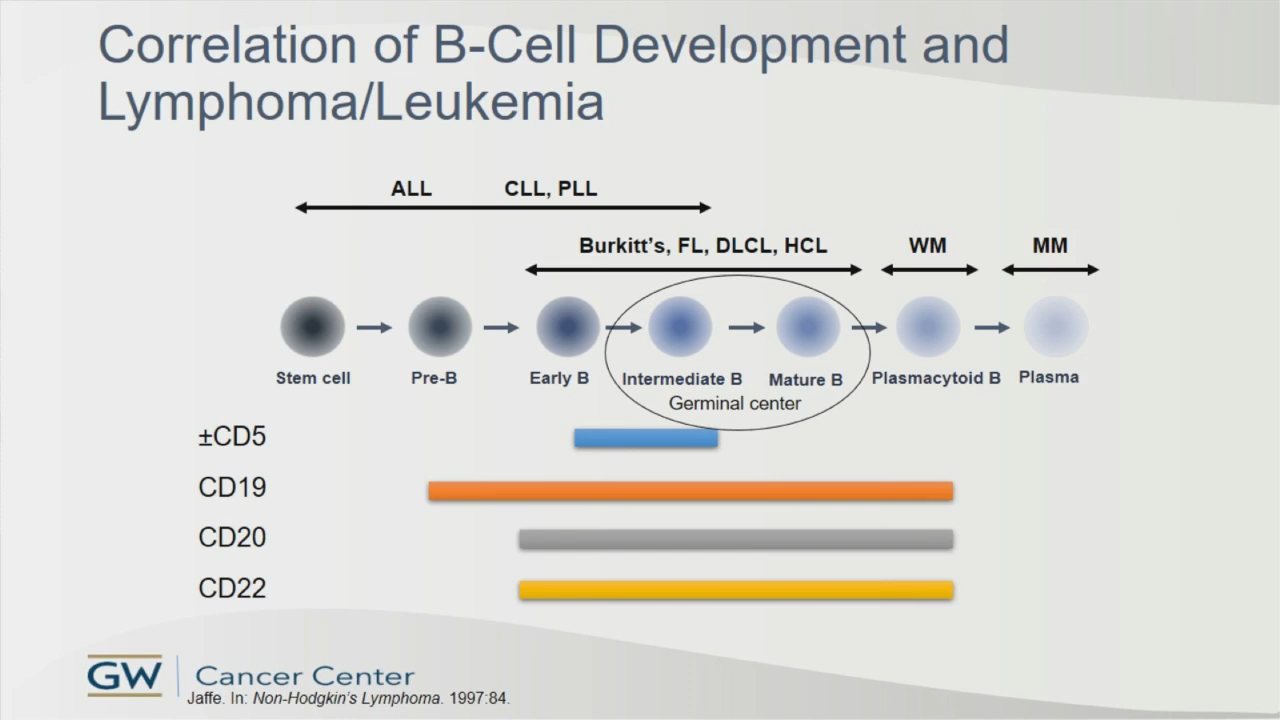 Correlation of B-Cell Development and
Lymphoma/Leukemia
ALL CLL, PLL
Burkitt's, FL, DLCL, HCL WM MM
Stem cell Pre-B Early B Intermediate B Mature B Plasmacytoid B Plasma
Germinal center
±CD5
CD19
CD20
CD22
GW Cancer Center
Jaffe. In: Non-Hodgkin's Lymphoma. 1997:84.